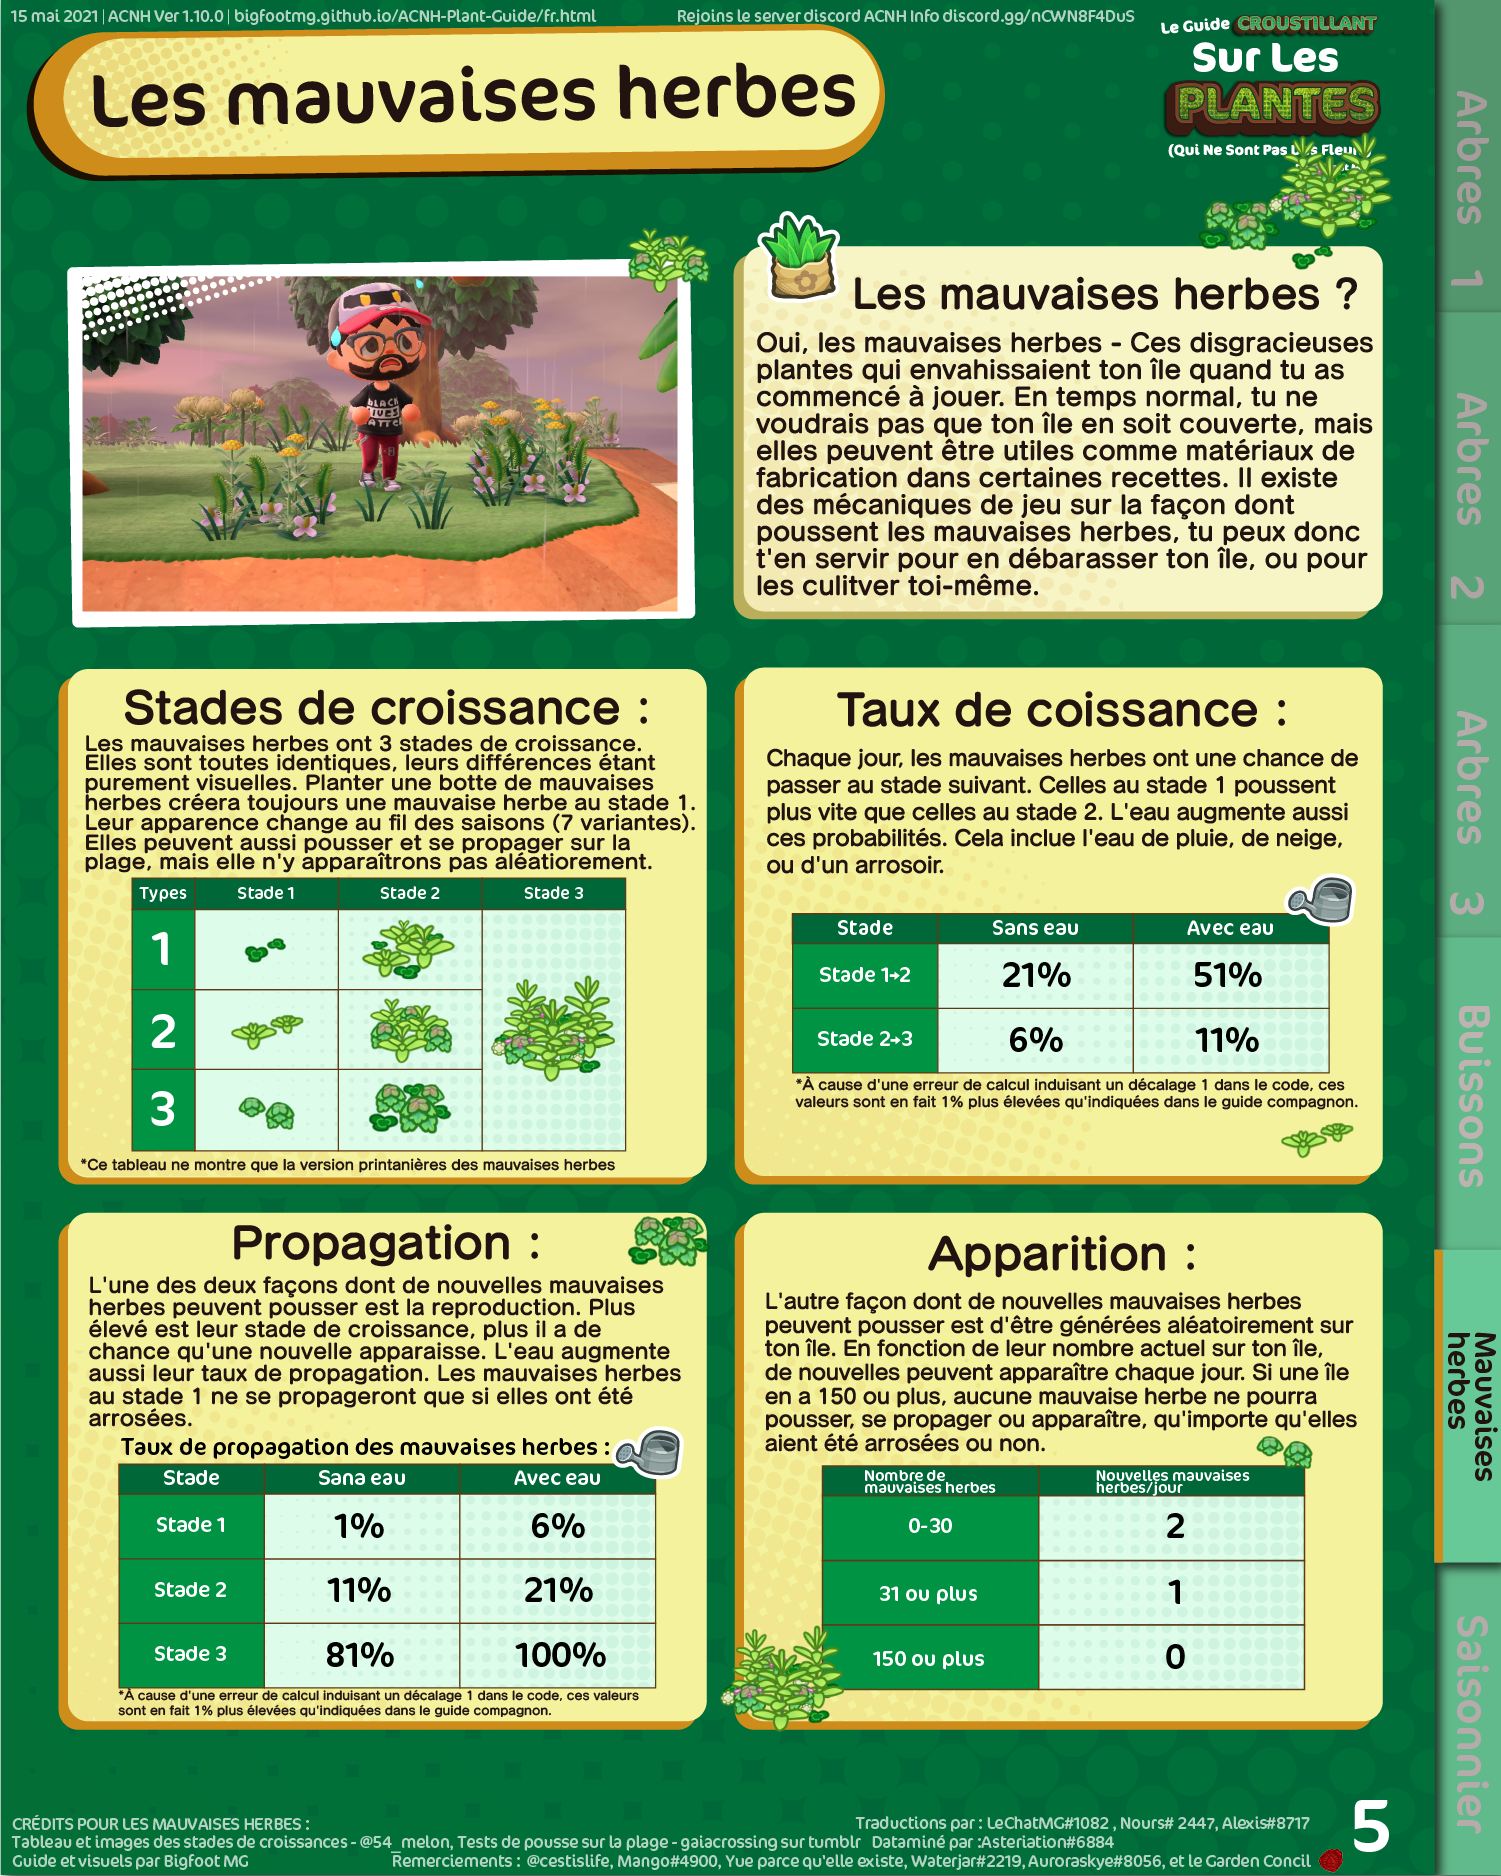 15 mai 2021 | ACNH Ver 1.10.0 | bigfootmg.github.io/ACNH-Plant-Guide/fr.html
Rejoins le server discord ACNH Info discord.gg/nCWN8F4DuS
Le Guide CROUSTILLANT
Sur Les
PLANTES
(Qui Ne Sont Pas Fleu
Les mauvaises herbes
BLACK
LIVES
MATTER
Les mauvaises herbes ?
Oui, les mauvaises herbes - Ces disgracieuses
plantes qui envahissaient ton île quand tu as
commencé à jouer. En temps normal, tu ne
voudrais pas que ton île en soit couverte, mais
elles peuvent être utiles comme matériaux de
fabrication dans certaines recettes. Il existe
des mécaniques de jeu sur la façon dont
poussent les mauvaises herbes, tu peux donc
t'en servir pour en débarasser ton île, ou pour
les culitver toi-même.
Stades de croissance :
Les mauvaises herbes ont 3 stades de croissance.
Elles sont toutes identiques, leurs différences étant
purement visuelles. Planter une botte de mauvaises
herbes créera toujours une mauvaise herbe au stade 1.
Leur apparence change au fil des saisons (7 variantes).
Elles peuvent aussi pousser et se propager sur la
plage, mais elle n'y apparaîtrons pas aléatiorement.
Types Stade 1 Stade 2 Stade 3
1
2
3
*Ce tableau ne montre que la version printanières des mauvaises herbes
Taux de coissance :
Chaque jour, les mauvaises herbes ont une chance de
passer au stade suivant. Celles au stade 1 poussent
plus vite que celles au stade 2. L'eau augmente aussi
ces probabilités. Cela inclue l'eau de pluie, de neige,
ou d'un arrosoir.
Stade Sans eau Avec eau
Stade 1→2 21% 51%
Stade 2→3 6% 11%
*À cause d'une erreur de calcul induisant un décalage 1 dans le code, ces
valeurs sont en fait 1% plus élevées qu'indiquées dans le guide compagnon.
Propagation :
L'une des deux façons dont de nouvelles mauvaises
herbes peuvent pousser est la reproduction. Plus
élevé est leur stade de croissance, plus il a de
chance qu'une nouvelle apparaisse. L'eau augmente
aussi leur taux de propagation. Les mauvaises herbes
au stade 1 ne se propageront que si elles ont été
arrosées.
Taux de propagation des mauvaises herbes :
Stade Sana eau Avec eau
Stade 1 1% 6%
Stade 2 11% 21%
Stade 3 81% 100%
*À cause d'une erreur de calcul induisant un décalage 1 dans le code, ces valeurs
sont en fait 1% plus élevées qu'indiquées dans le guide compagnon.
Apparition :
L'autre façon dont de nouvelles mauvaises herbes
peuvent pousser est d'être générées aléatoirement sur
ton île. En fonction de leur nombre actuel sur ton île,
de nouvelles peuvent apparaître chaque jour. Si une île
en a 150 ou plus, aucune mauvaise herbe ne pourra
pousser, se propager ou apparaître, qu'importe qu'elles
aient été arrosées ou non.
Nombre de
mauvaises herbes
Nouvelles mauvaises
herbes/jour
0-30 2
31 ou plus 1
150 ou plus 0
Arbres 1
Arbres 2
Arbres 3
Buissons
Mauvaises
herbes
Saisonnier
CRÉDITS POUR LES MAUVAISES HERBES :
Tableau et images des stades de croissances - @54_melon, Tests de pousse sur la plage - gaiacrossing sur tumblr
Guide et visuels par Bigfoot MG
Traductions par : LeChatMG#1082 , Nours# 2447, Alexis#8717
Dataminé par :Asteriation#6884
Remerciements : @cestislife, Mango#4900, Yue parce qu'elle existe, Waterjar#2219, Auroraskye#8056, et le Garden Concil
5